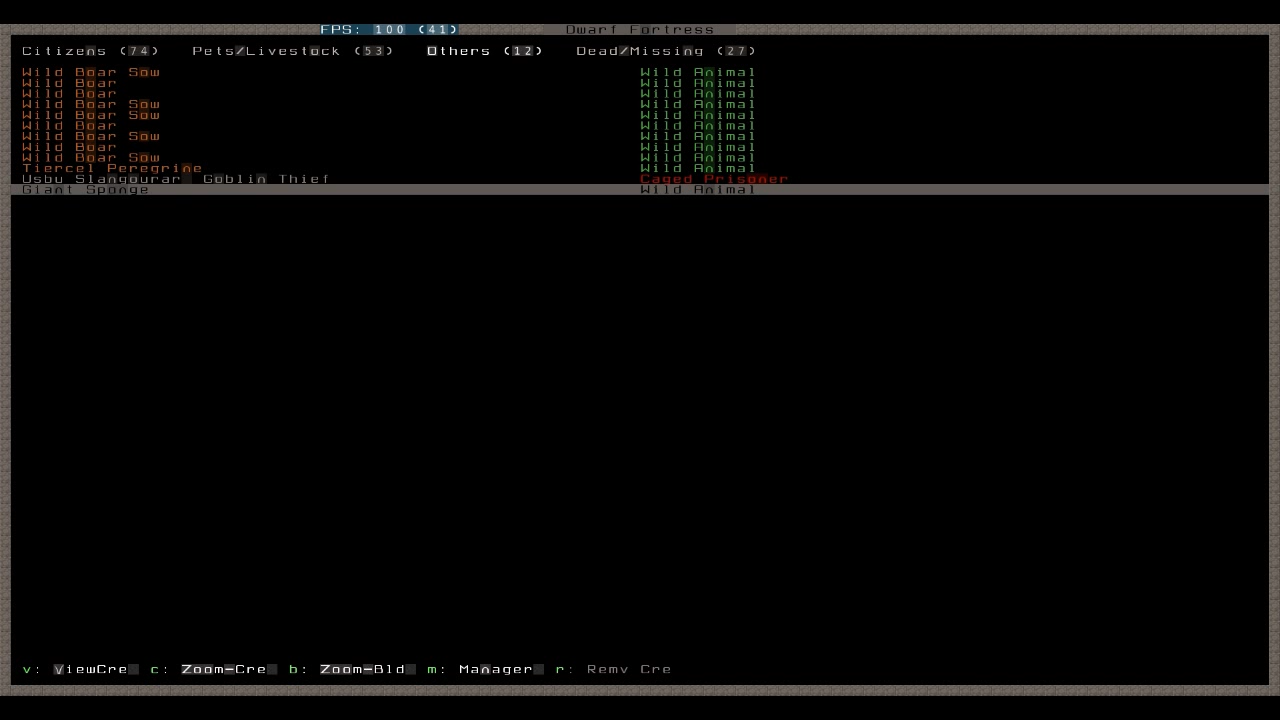 FPS: 100 (41) Dwarf Fortress
Citizens (74) Pets/Livestock (53) Others (12) Dead/Missing (27)
Wild Boar Sow Wild Animal
Wild Boar Wild Animal
Wild Boar Wild Animal
Wild Boar Sow Wild Animal
Wild Boar Sow Wild Animal
Wild Boar Wild Animal
Wild Boar Sow Wild Animal
Wild Boar Wild Animal
Wild Boar Sow Wild Animal
Tiercel Peregrine Wild Animal
Usbu Slangourar Goblin Thief Caged Prisoner
Giant Sponge Wild Animal
v: ViewCre c: Zoom-Cre b: Zoom-Bld m: Manager r: Remv Cre